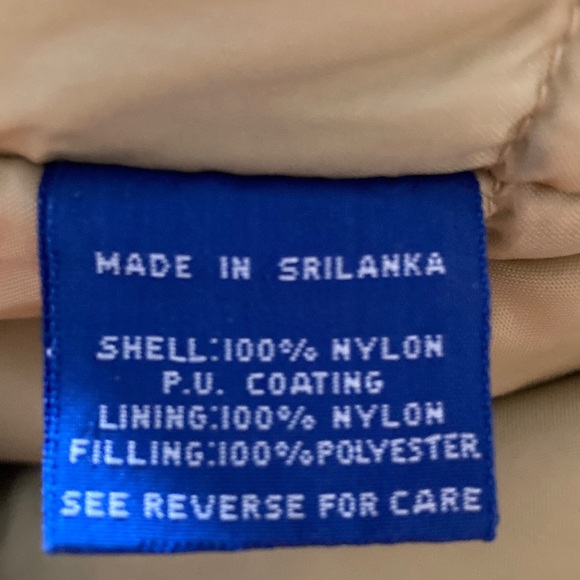 MADE IN SRILANKA
SHELL:100% NYLON
P.U. COATING
LINING:100% NYLON
FILLING:100%POLYESTER
SEE REVERSE FOR CARE